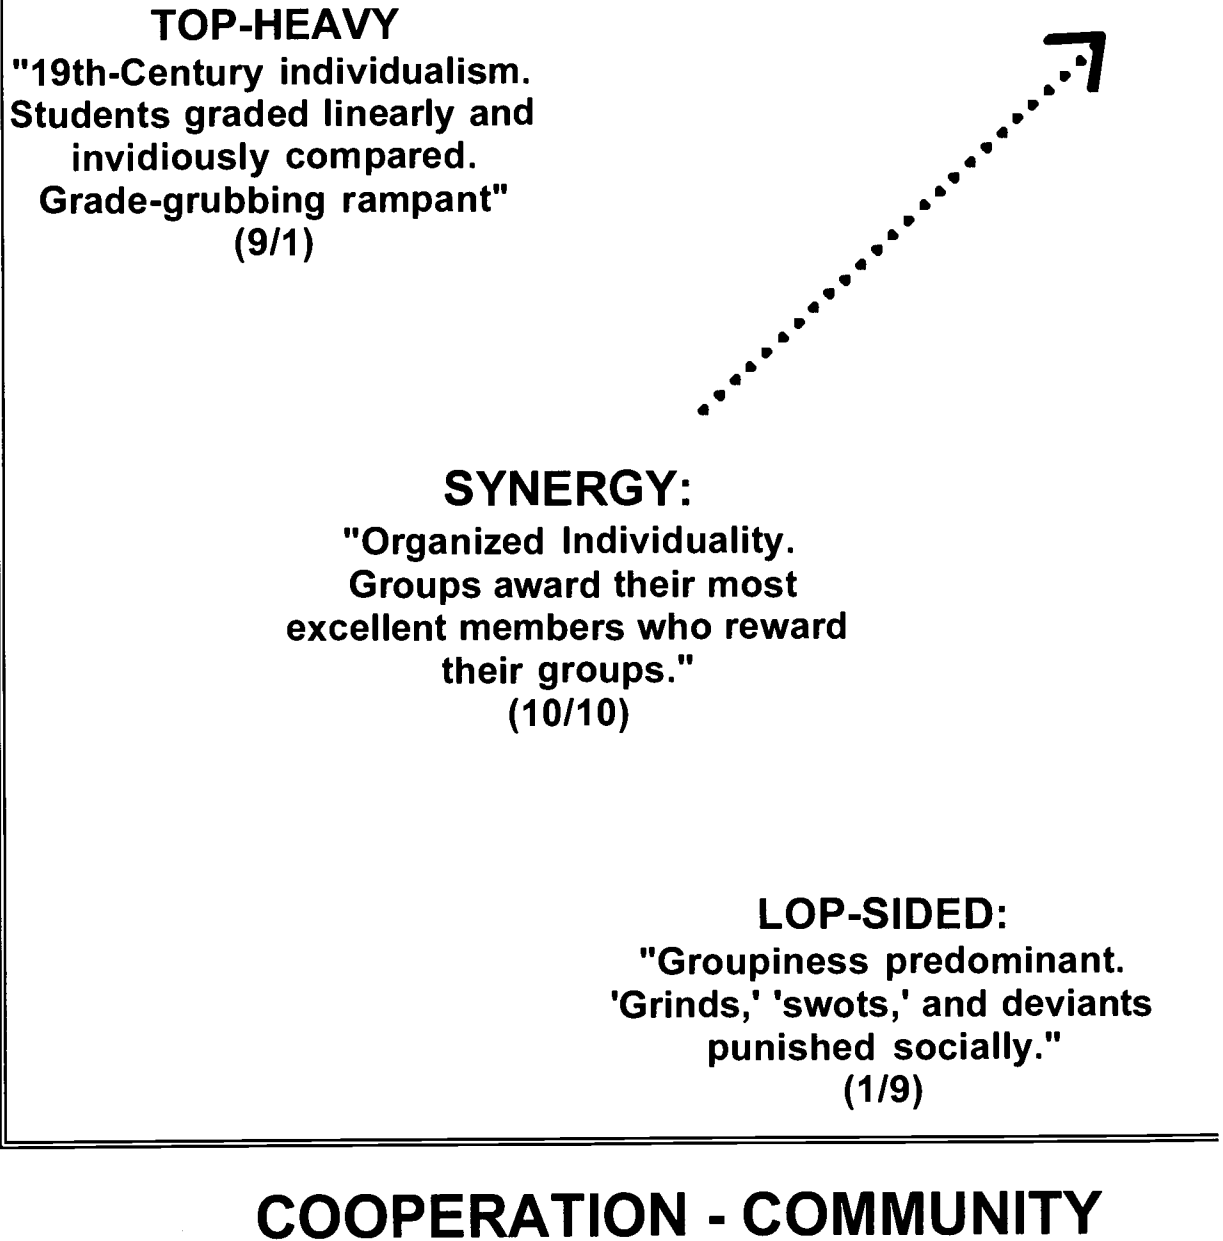 TOP-HEAVY
"19th-Century individualism.
Students graded linearly and
invidiously compared.
Grade-grubbing rampant"
(9/1)
SYNERGY:
"Organized Individuality.
Groups award their most
excellent members who reward
their groups."
(10/10)
LOP-SIDED:
"Groupiness predominant.
'Grinds,' 'swots,' and deviants
punished socially."
(1/9)
COOPERATION - COMMUNITY